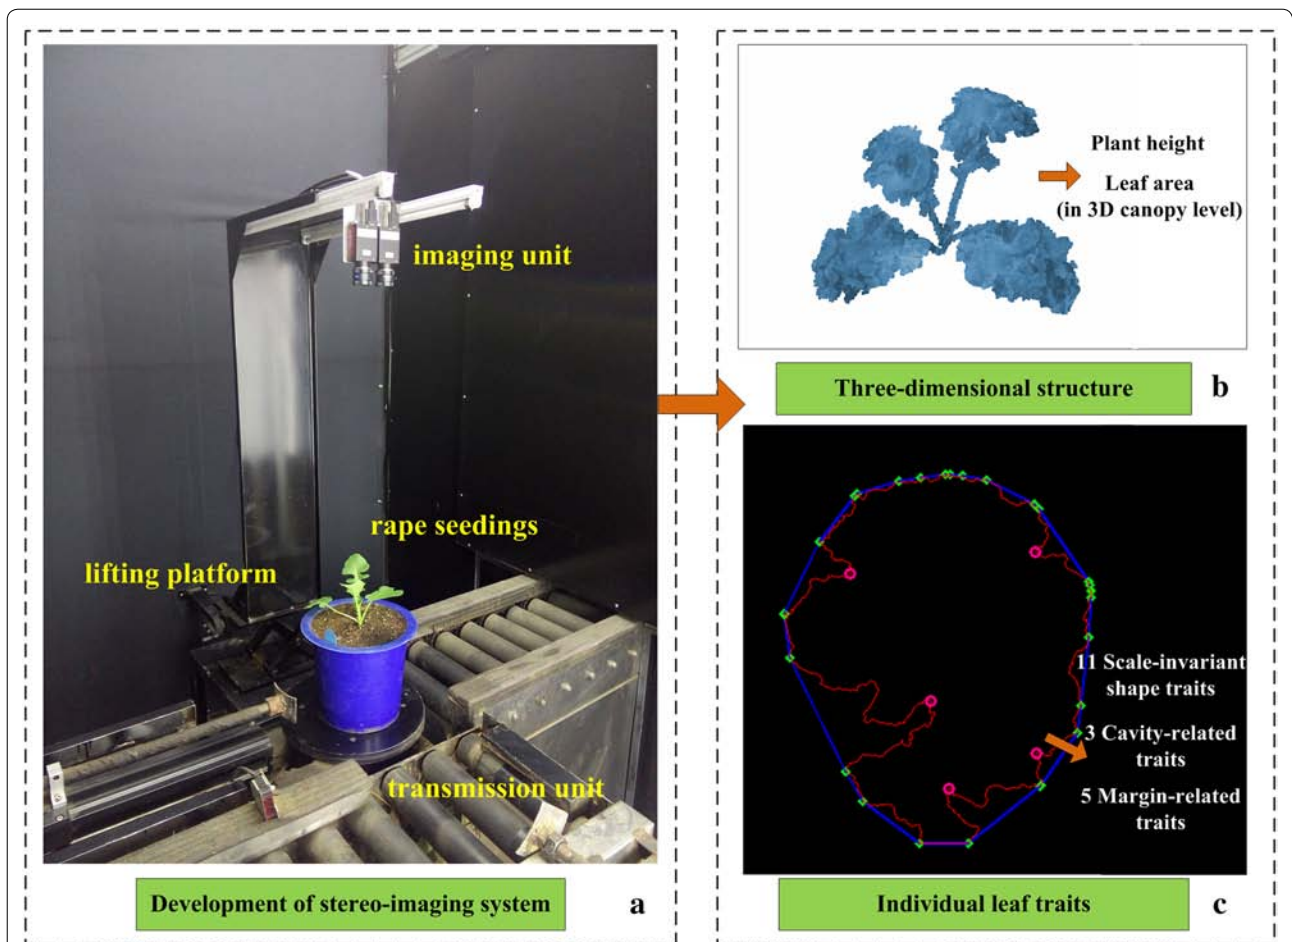 imaging unit
rape seedings
lifting platform
transmission unit
Development of stereo-imaging system
a
Plant height
Leaf area
(in 3D canopy level)
Three-dimensional structure
b
11 Scale-invariant
shape traits
3 Cavity-related
traits
5 Margin-related
traits
Individual leaf traits
c